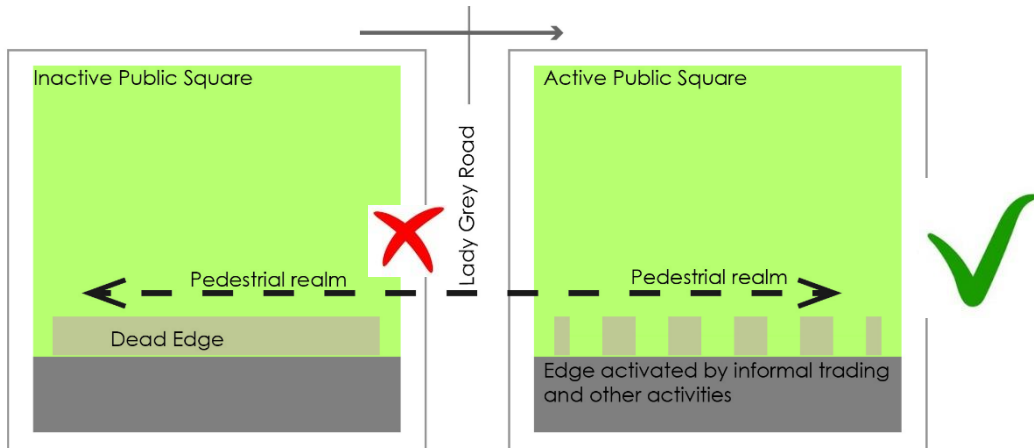 Inactive Public Square
Active Public Square
Lady Grey Road
Pedestrial realm
Pedestrial realm
Dead Edge
Edge activated by informal trading
and other activities